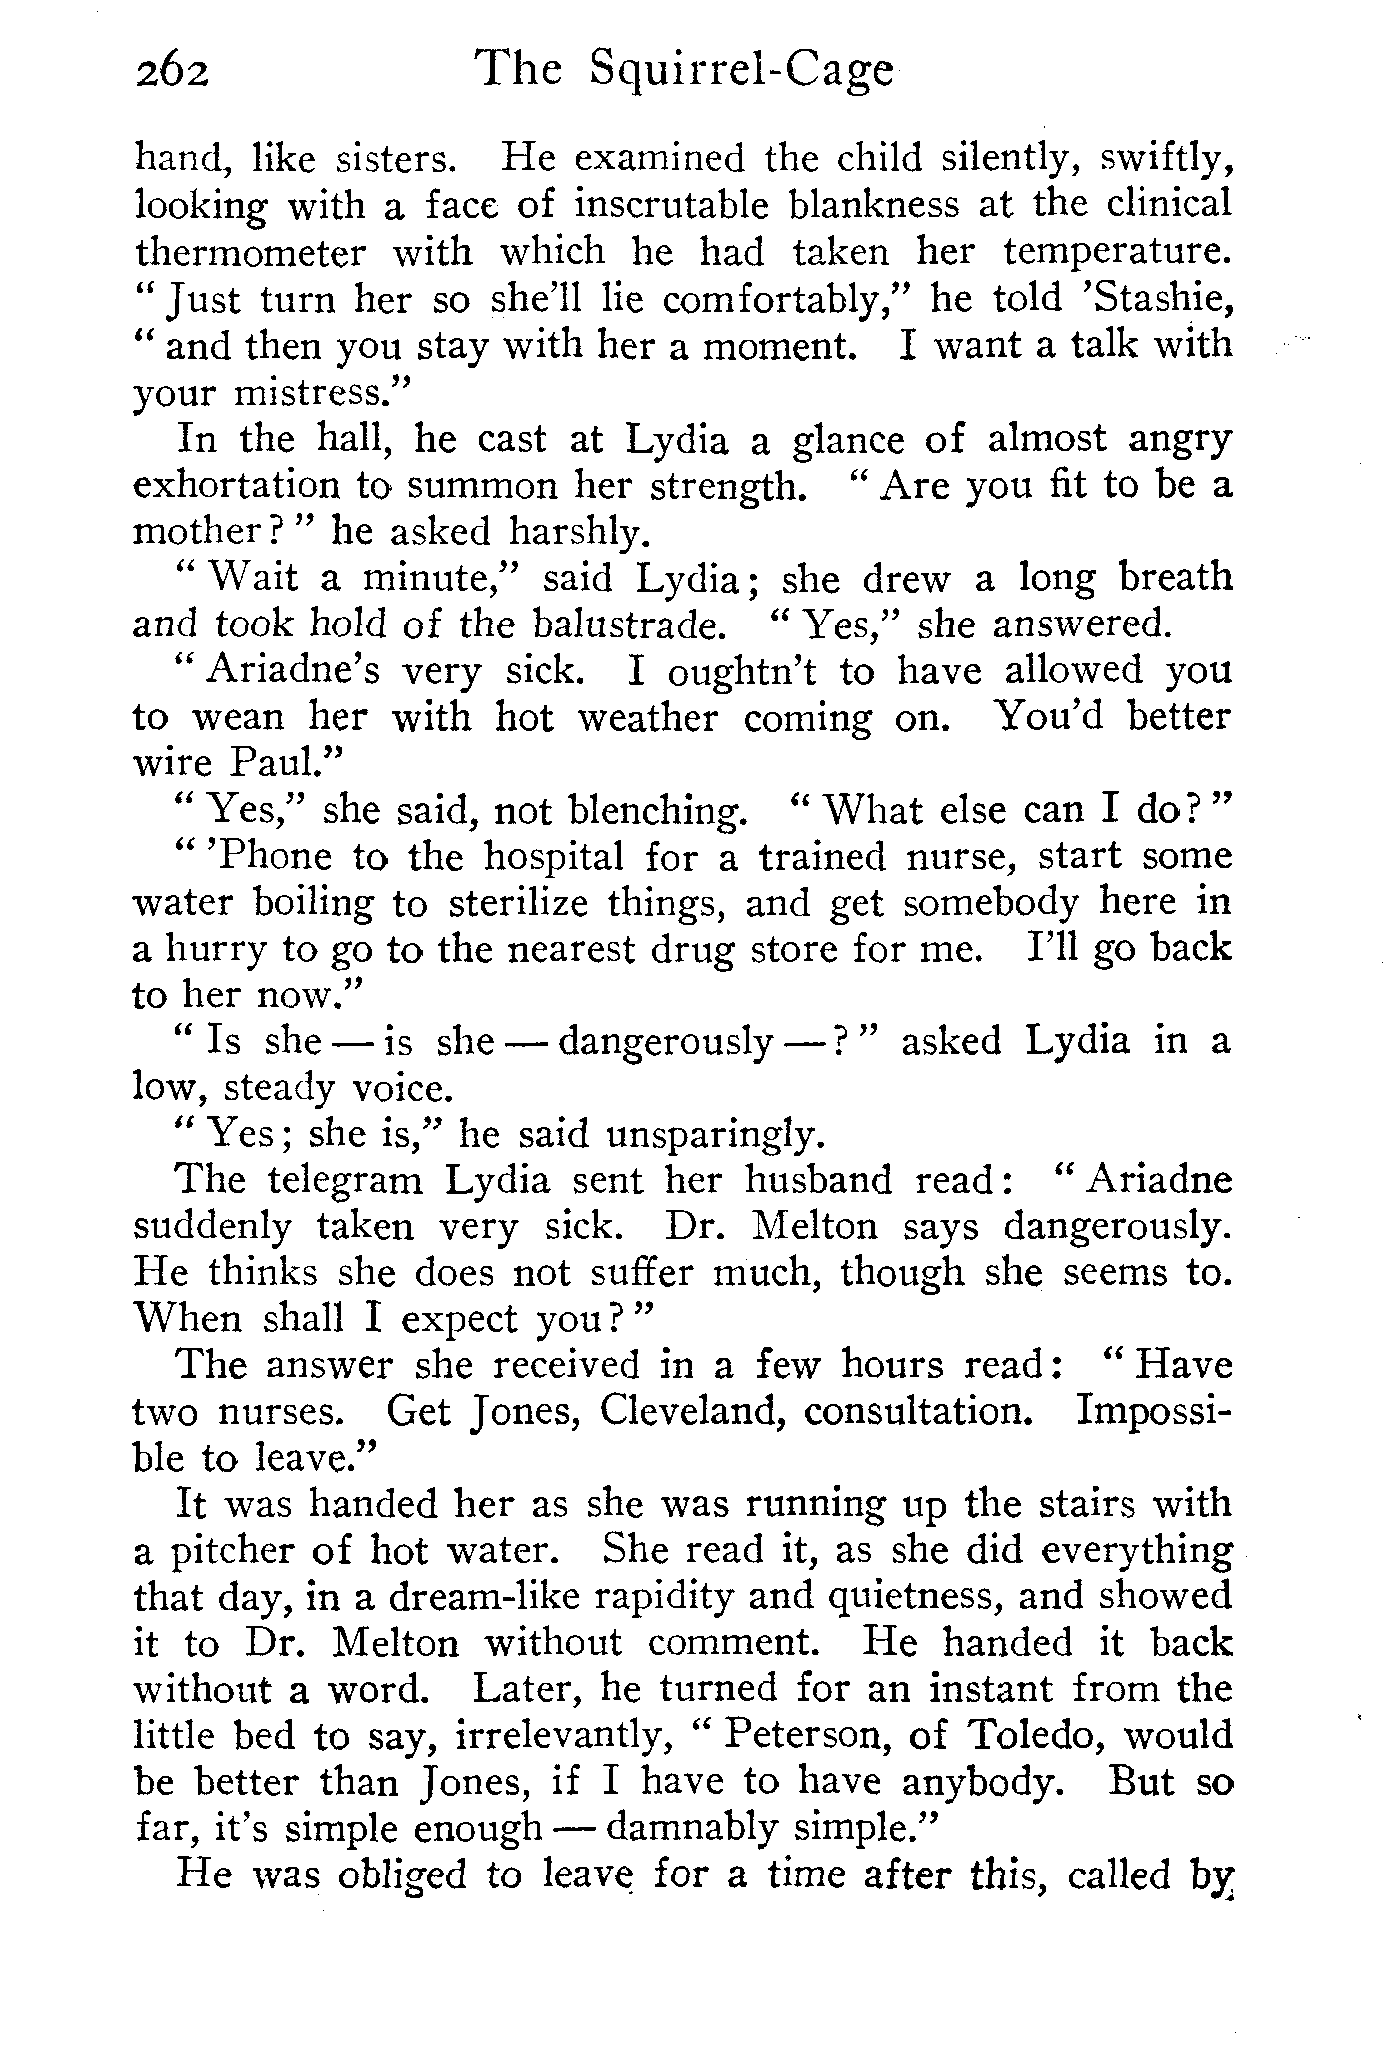 262 The Squirrel-Cage
hand, like sisters. He examined the child silently, swiftly,
looking with a face of inscrutable blankness at the clinical
thermometer with which he had taken her temperature.
" Just turn her so she'll lie comfortably," he told 'Stashie,
" and then you stay with her a moment. I want a talk with
your mistress."
In the hall, he cast at Lydia a glance of almost angry
exhortation to summon her strength. " Are you fit to be a
mother? " he asked harshly.
" Wait a minute," said Lydia; she drew a long breath
and took hold of the balustrade. " Yes," she answered.
" Ariadne's very sick. I oughtn't to have allowed you
to wean her with hot weather coming on. You'd better
wire Paul."
" Yes," she said, not blenching. " What else can I do? "
" 'Phone to the hospital for a trained nurse, start some
water boiling to sterilize things, and get somebody here in
a hurry to go to the nearest drug store for me. I'll go back
to her now."
" Is she — is she — dangerously — ? " asked Lydia in a
low, steady voice.
" Yes; she is," he said unsparingly.
The telegram Lydia sent her husband read: " Ariadne
suddenly taken very sick. Dr. Melton says dangerously.
He thinks she does not suffer much, though she seems to.
When shall I expect you? "
The answer she received in a few hours read: " Have
two nurses. Get Jones, Cleveland, consultation. Impossi-
ble to leave."
It was handed her as she was running up the stairs with
a pitcher of hot water. She read it, as she did everything
that day, in a dream-like rapidity and quietness, and showed
it to Dr. Melton without comment. He handed it back
without a word. Later, he turned for an instant from the
little bed to say, irrelevantly, " Peterson, of Toledo, would
be better than Jones, if I have to have anybody. But so
far, it's simple enough — damnably simple."
He was obliged to leave for a time after this, called by